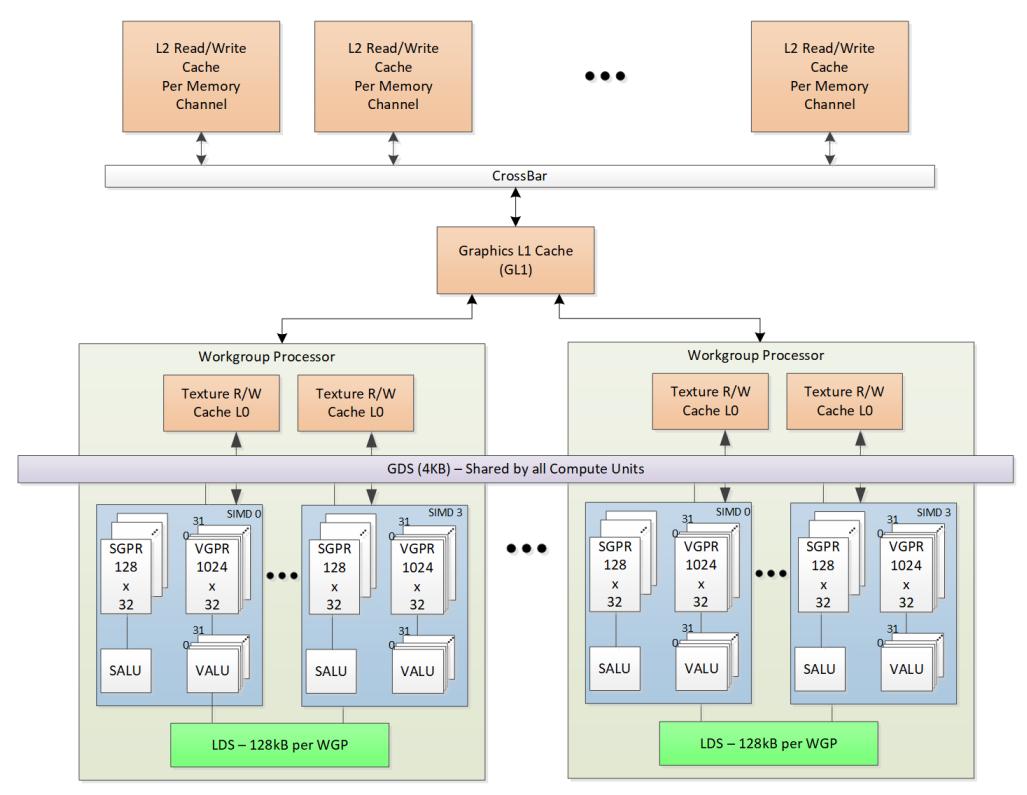 L2 Read/Write
Cache
Per Memory
Channel
L2 Read/Write
Cache
Per Memory
Channel
L2 Read/Write
Cache
Per Memory
Channel
CrossBar
Graphics L1 Cache
(GL1)
Workgroup Processor
Texture R/W
Cache L0
Texture R/W
Cache L0
Workgroup Processor
Texture R/W
Cache L0
Texture R/W
Cache L0
GDS (4KB) – Shared by all Compute Units
SIMD 0
SGPR
128
x
32
31
0
VGPR
1024
x
32
SALU
31
0
VALU
SIMD 3
SGPR
128
x
32
31
0
VGPR
1024
x
32
SALU
31
0
VALU
LDS – 128kB per WGP
SIMD 0
SGPR
128
x
32
31
0
VGPR
1024
x
32
SALU
31
0
VALU
SIMD 3
SGPR
128
x
32
31
0
VGPR
1024
x
32
SALU
31
0
VALU
LDS – 128kB per WGP